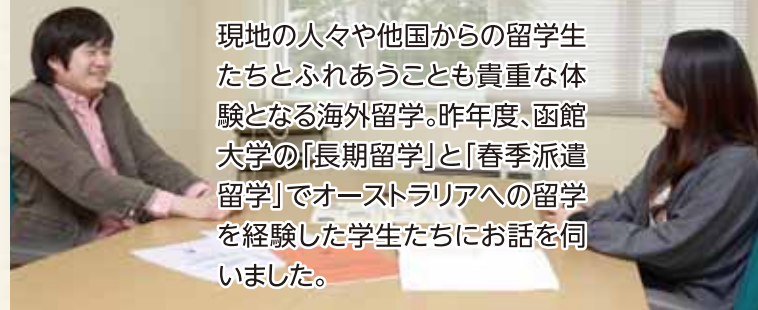 現地の人々や他国からの留学生
たちとふれあうことも貴重な体
験となる海外留学。昨年度、函館
大学の「長期留学」と「春季派遣
留学」でオーストラリアへの留学
を経験した学生たちにお話を伺
いました。